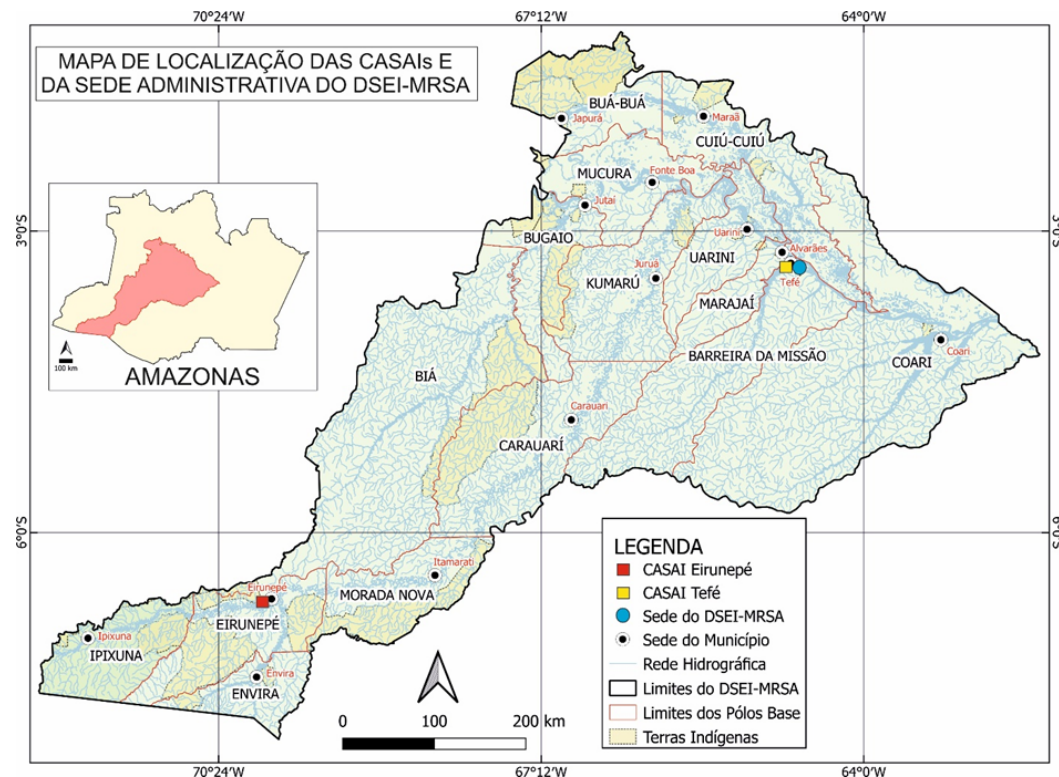 70°24'W
67°12'W
64°0'W
MAPA DE LOCALIZAÇÃO DAS CASAIs E
DA SEDE ADMINISTRATIVA DO DSEI-MRSA
BUÁ-BUÁ
Japurá
Maraã
CUIÚ-CUIÚ
MUCURA
Fonte Boa
Jutaí
3°0'S
3°0'S
BUGAIO
Uarini
UARINI
Alvarães
Juruá
KUMARÚ
Tefé
MARAJAÍ
100 km
AMAZONAS
BIÁ
BARREIRA DA MISSÃO
COARI
Coari
Carauari
CARAUARÍ
6°0'S
6°0'S
LEGENDA
CASAI Eirunepé
CASAI Tefé
Sede do DSEI-MRSA
Sede do Município
Rede Hidrográfica
Limites do DSEI-MRSA
Limites dos Pólos Base
Terras Indígenas
Itamarati
Eirunepé
MORADA NOVA
EIRUNEPÉ
Ipixuna
IPIXUNA
Envira
ENVIRA
0 100 200 km
70°24'W
67°12'W
64°0'W